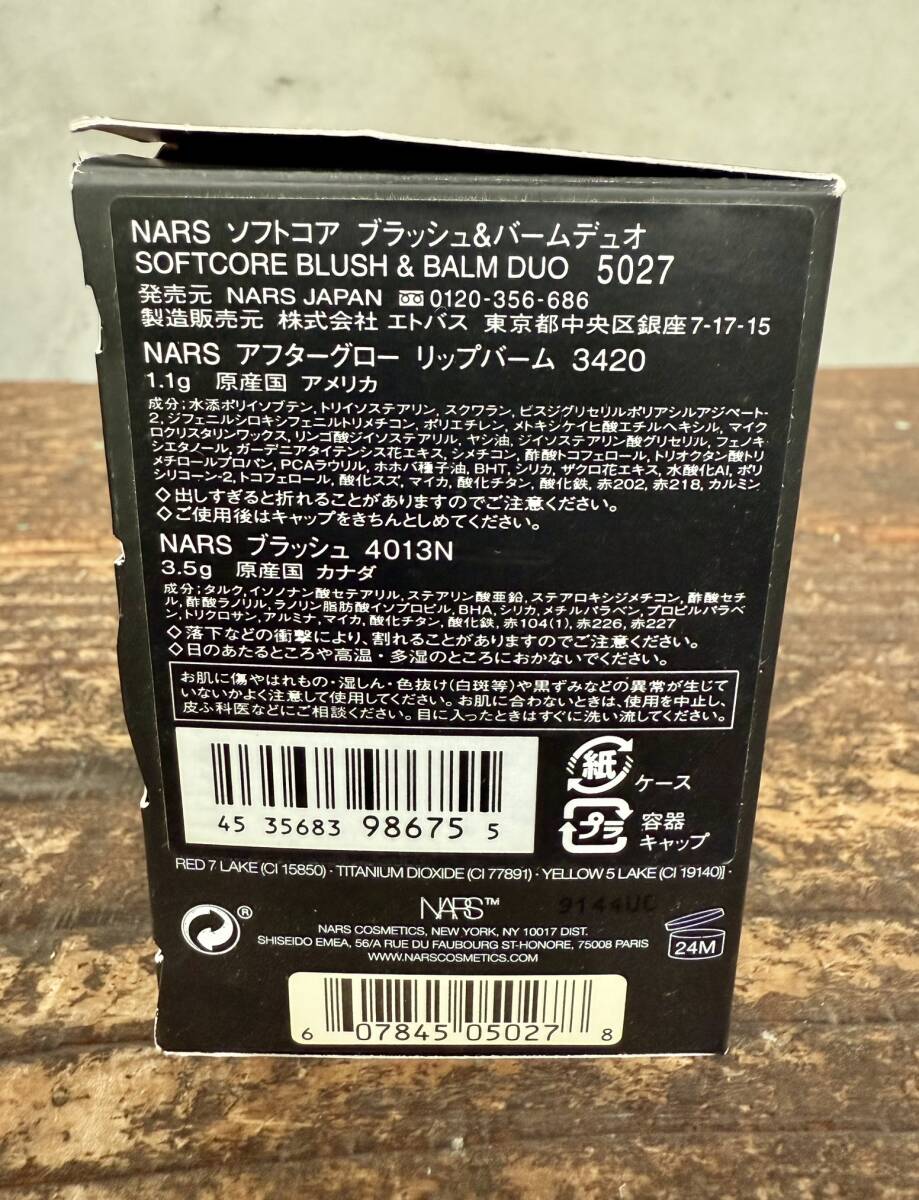 NARS ソフトコア ブラッシュ&バームデュオ
SOFTCORE BLUSH & BALM DUO 5027
発売元 NARS JAPAN 0120-356-686
製造販売元 株式会社 エトバス 東京都中央区銀座7-17-15
NARS アフターグロー リップバーム 3420
1.1g 原産国 アメリカ
成分;水添ポリイソブテン,トリイソステアリン,スクワラン,ビスジグリセリルポリアシルアジペート-
2,ジフェニルシロキシフェニルトリメチコン,ポリエチレン,メトキシケイヒ酸エチルヘキシル,マイク
ロクリスタリンワックス,リンゴ酸ジイソステアリル,ヤシ油,ジイソステアリン酸グリセリル,フェノキ
シエタノール,ガーデニアタイテンシス花エキス,シメチコン,酢酸トコフェロール,トリオクタン酸トリ
メチロールプロパン,PCAラウリル,ホホバ種子油,BHT,シリカ,ザクロ花エキス,水酸化Al,ポリ
シリコーン-2,トコフェロール,酸化スズ,マイカ,酸化チタン,酸化鉄,赤202,赤218,カルミン
◇出しすぎると折れることがありますのでご注意ください。
◇ご使用後はキャップをきちんとしめてください。
NARS ブラッシュ 4013N
3.5g 原産国 カナダ
成分;タルク,イソノナン酸セテアリル,ステアリン酸亜鉛,ステアロキシジメチコン,酢酸セチ
ル,酢酸ラノリル,ラノリン脂肪酸イソプロピル,BHA,シリカ,メチルパラベン,プロピルパラベ
ン,トリクロサン,アルミナ,マイカ,酸化チタン,酸化鉄,赤104(1),赤226,赤227
◇落下などの衝撃により、割れることがありますのでご注意ください。
◇日のあたるところや高温・多湿のところにおかないでください。
お肌に傷やはれもの・湿しん・色抜け(白斑等)や黒ずみなどの異常が生じて
いないかよく注意して使用してください。お肌に合わないときは、使用を中止し、
皮ふ科医などにご相談ください。目に入ったときはすぐに洗い流してください。
紙 ケース
プラ 容器
キャップ
45 35683 98675 5
RED 7 LAKE (CI 15850) · TITANIUM DIOXIDE (CI 77891) · YELLOW 5 LAKE (CI 19140)] ·
NARS™ 9144UC
NARS COSMETICS, NEW YORK, NY 10017 DIST.
SHISEIDO EMEA, 56/A RUE DU FAUBOURG ST-HONORE, 75008 PARIS
WWW.NARSCOSMETICS.COM
®
24M
6 07845 05027 8